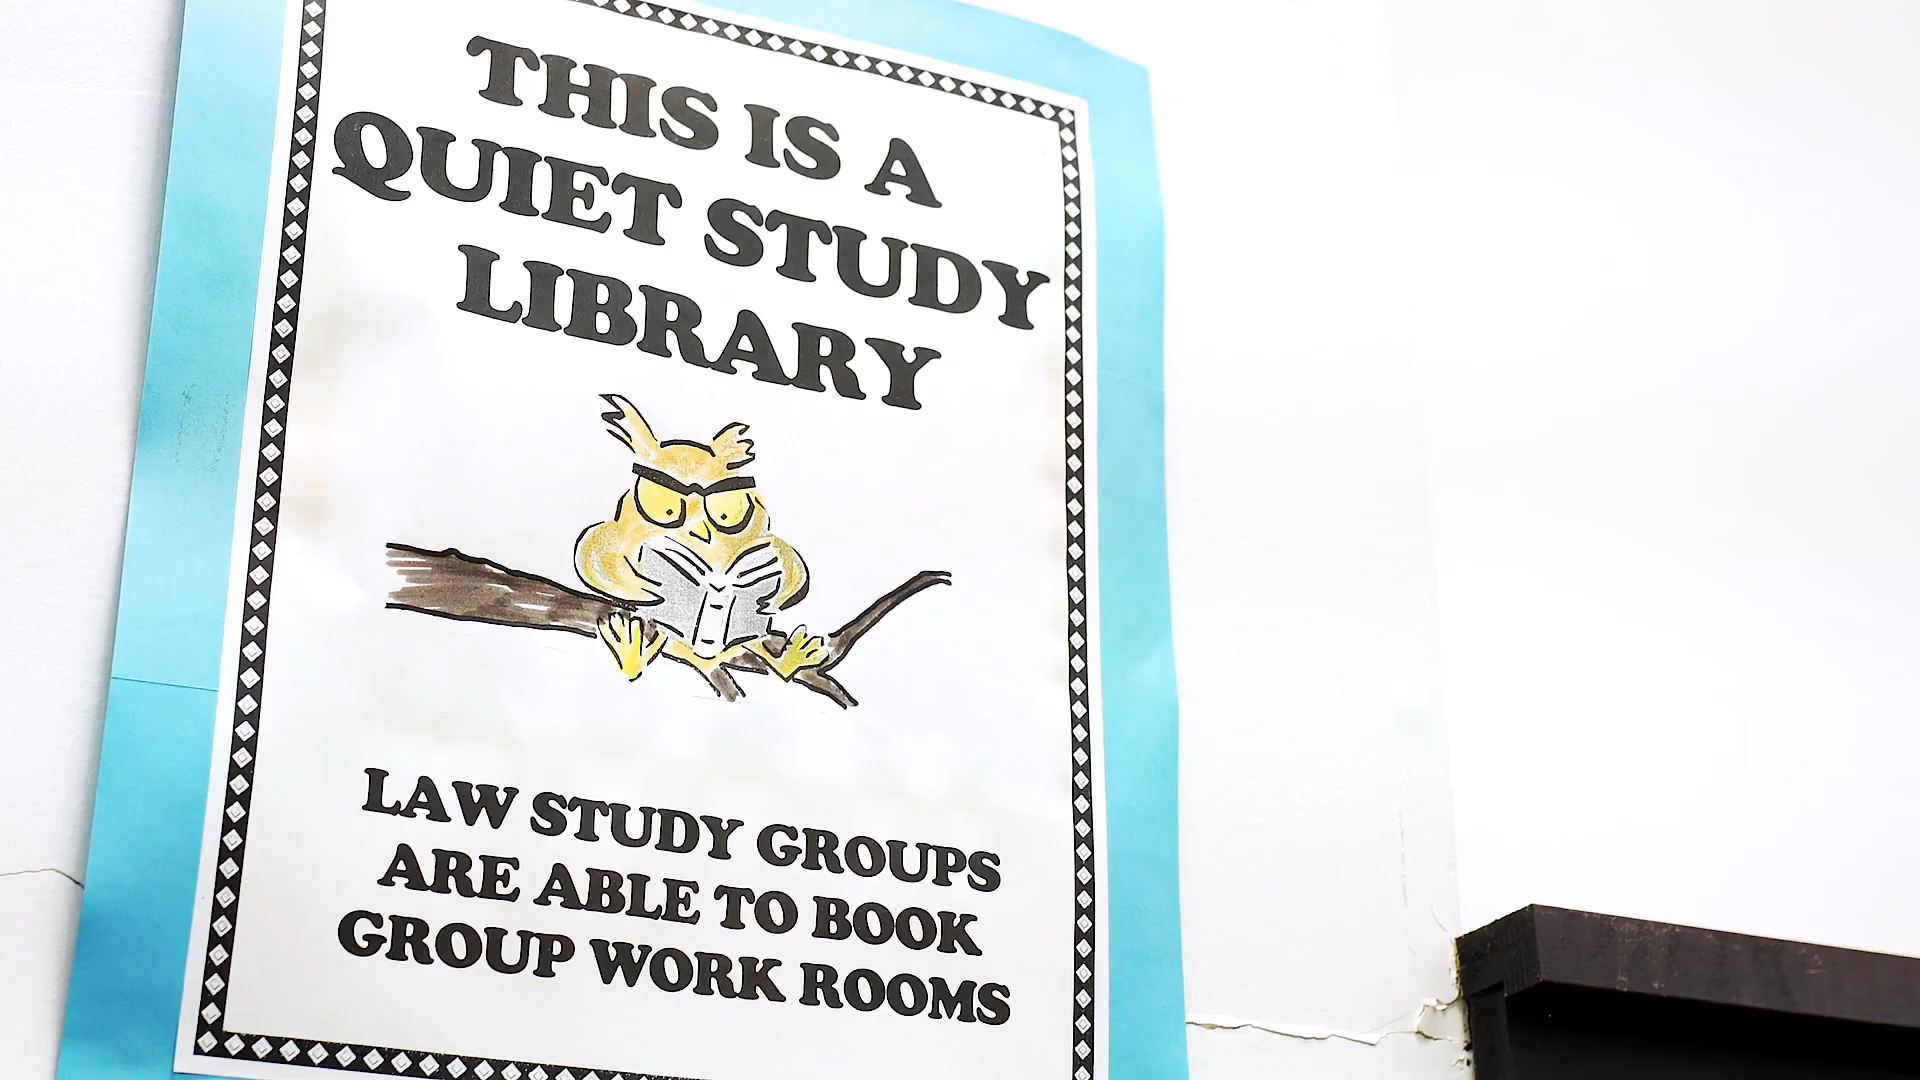 THIS IS A
QUIET STUDY
LIBRARY
LAW STUDY GROUPS
ARE ABLE TO BOOK
GROUP WORK ROOMS